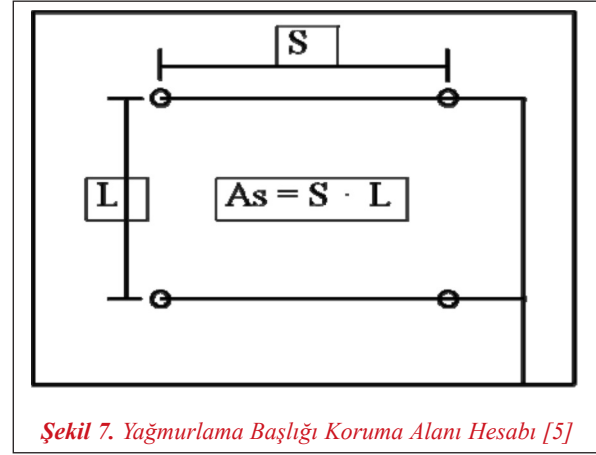 S
L
As = S · L
Şekil 7. Yağmurlama Başlığı Koruma Alanı Hesabı [5]